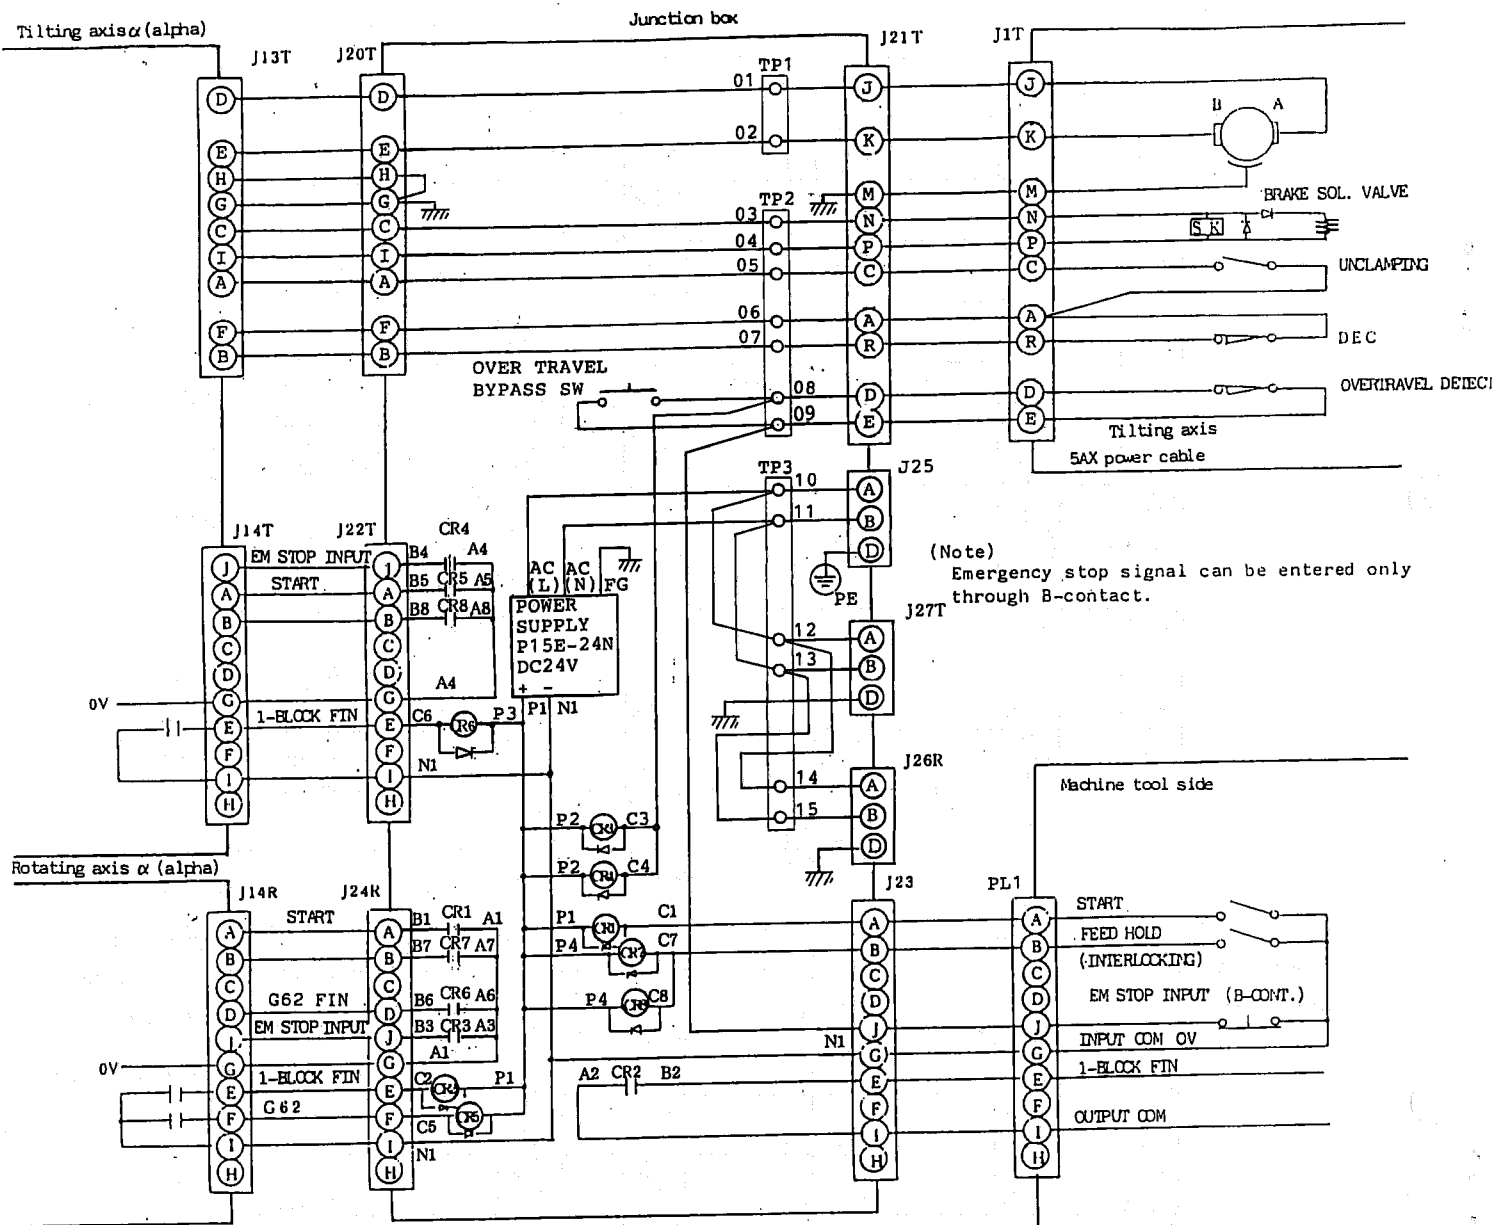 Tilting axis α (alpha)
Junction box
J13T
J20T
J21T
J1T
TP1
D
D
01
J
J
B
A
E
E
02
K
K
H
H
M
M
BRAKE SOL. VALVE
G
G
TP2
03
N
N
S K
C
C
04
P
P
I
I
05
C
C
UNCLAMPING
A
A
06
A
A
F
F
07
R
R
DEC
B
B
OVER TRAVEL
BYPASS SW
08
D
D
OVERTRAVEL DETEC
09
E
E
Tilting axis
5AX power cable
TP3
J25
10
A
11
B
D
PE
(Note)
Emergency stop signal can be entered only
through B-contact.
J14T
J22T
CR4
J
EM STOP INPUT
J
B4
A4
A
START
A
B5
CR5
A5
B
B
B8
CR8
A8
C
C
D
D
0V
G
G
A4
E
1-BLOCK FIN
E
C6
CR6
P3
F
F
I
I
N1
H
H
AC
(L)
AC
(N)
FG
POWER
SUPPLY
P15E-24N
DC24V
+ −
P1
N1
J27T
12
A
13
B
D
J26R
14
A
15
B
D
P2
C3
P2
C4
Machine tool side
Rotating axis α (alpha)
J14R
J24R
J23
PL1
A
START
A
B1
CR1
A1
P1
CR1
C1
A
A
START
B
B
B7
CR7
A7
P4
CR7
C7
B
B
FEED HOLD
(INTERLOCKING)
C
C
C
C
D
G62 FIN
D
B6
CR6
A6
P4
C8
D
D
EM STOP INPUT (B-CONT.)
EM STOP INPUT
J
B3
CR3
A3
J
J
0V
G
G
A1
N1
G
G
INPUT COM 0V
E
1-BLOCK FIN
E
C2
P1
A2
CR2
B2
E
E
1-BLOCK FIN
F
G62
F
C5
CR5
F
F
I
I
N1
I
I
OUTPUT COM
H
H
H
H